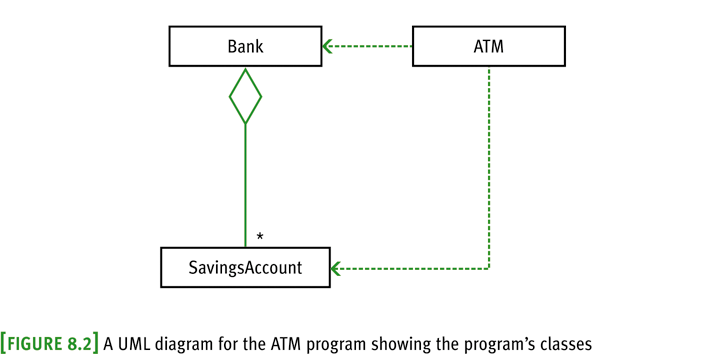 Bank
ATM
*
SavingsAccount
[FIGURE 8.2] A UML diagram for the ATM program showing the program’s classes